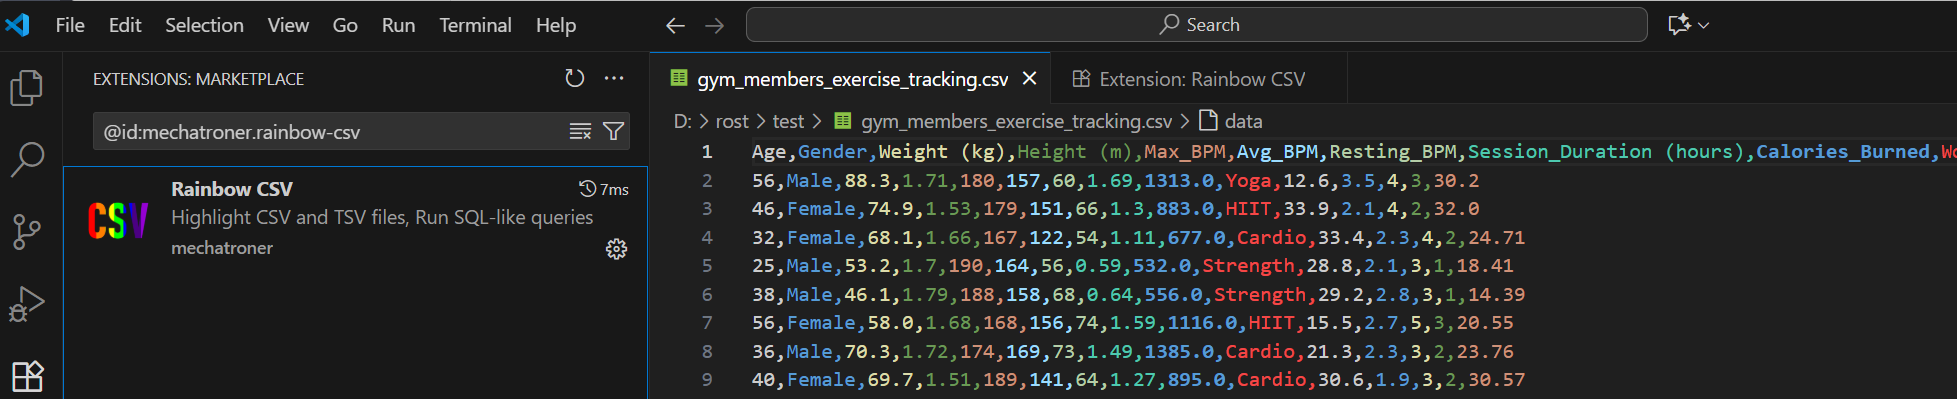 File Edit Selection View Go Run Terminal Help
Search
EXTENSIONS: MARKETPLACE
@id:mechatroner.rainbow-csv
CSV
Rainbow CSV
7ms
Highlight CSV and TSV files, Run SQL-like queries
mechatroner
gym_members_exercise_tracking.csv
Extension: Rainbow CSV
D: > rost > test > gym_members_exercise_tracking.csv > data
1 Age,Gender,Weight (kg),Height (m),Max_BPM,Avg_BPM,Resting_BPM,Session_Duration (hours),Calories_Burned,Wo
2 56,Male,88.3,1.71,180,157,60,1.69,1313.0,Yoga,12.6,3.5,4,3,30.2
3 46,Female,74.9,1.53,179,151,66,1.3,883.0,HIIT,33.9,2.1,4,2,32.0
4 32,Female,68.1,1.66,167,122,54,1.11,677.0,Cardio,33.4,2.3,4,2,24.71
5 25,Male,53.2,1.7,190,164,56,0.59,532.0,Strength,28.8,2.1,3,1,18.41
6 38,Male,46.1,1.79,188,158,68,0.64,556.0,Strength,29.2,2.8,3,1,14.39
7 56,Female,58.0,1.68,168,156,74,1.59,1116.0,HIIT,15.5,2.7,5,3,20.55
8 36,Male,70.3,1.72,174,169,73,1.49,1385.0,Cardio,21.3,2.3,3,2,23.76
9 40,Female,69.7,1.51,189,141,64,1.27,895.0,Cardio,30.6,1.9,3,2,30.57